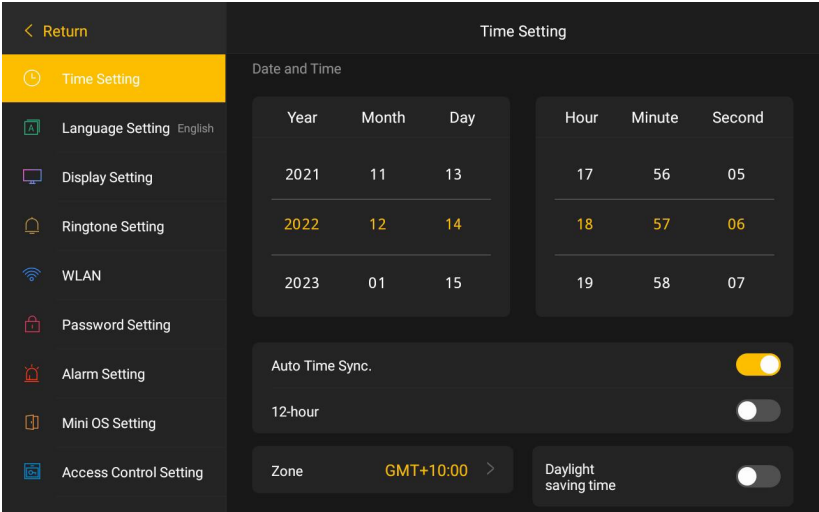 Return
Time Setting
Time Setting
Language Setting English
Display Setting
Ringtone Setting
WLAN
Password Setting
Alarm Setting
Mini OS Setting
Access Control Setting
Date and Time
Year Month Day
2021 11 13
2022 12 14
2023 01 15
Hour Minute Second
17 56 05
18 57 06
19 58 07
Auto Time Sync.
12-hour
Zone GMT+10:00
Daylight
saving time